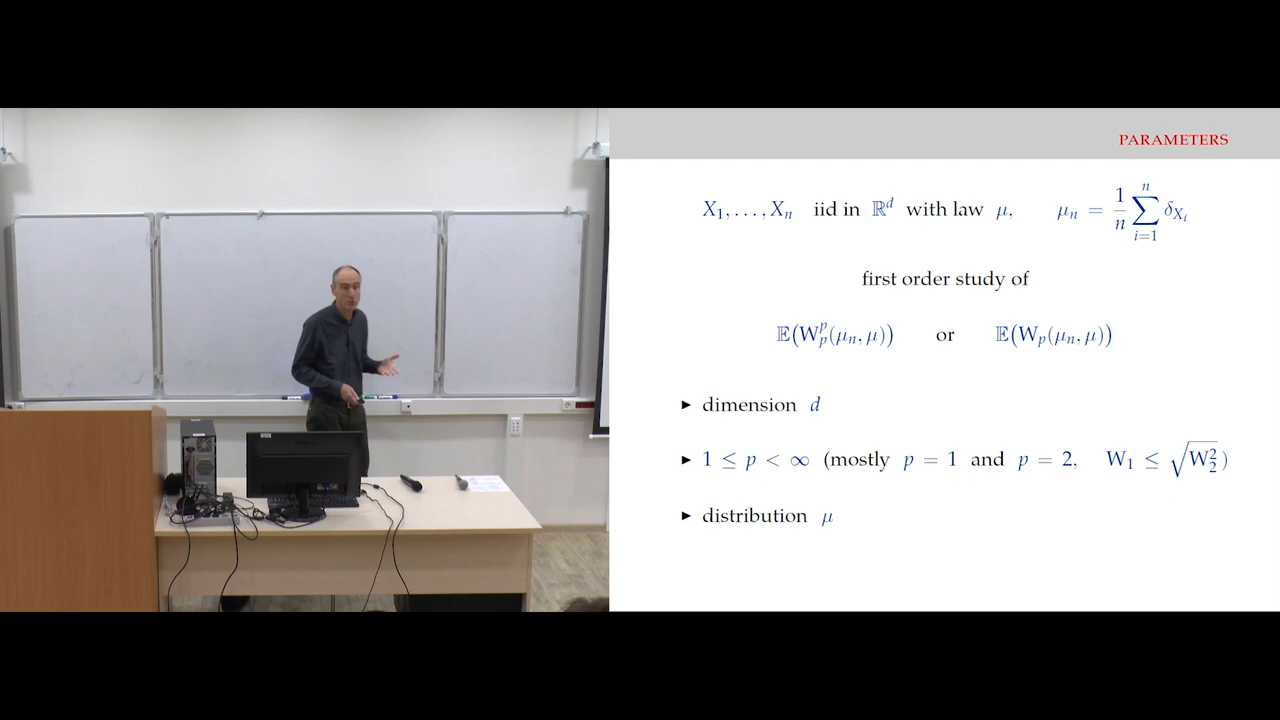 PARAMETERS
X₁, . . . , Xₙ iid in ℝᵈ with law μ, μₙ = 1/n ∑ᵢ₌₁ⁿ δ_{Xᵢ}
first order study of
𝔼(Wₚᵖ(μₙ, μ)) or 𝔼(Wₚ(μₙ, μ))
► dimension d
► 1 ≤ p < ∞ (mostly p = 1 and p = 2, W₁ ≤ √W₂²)
► distribution μ